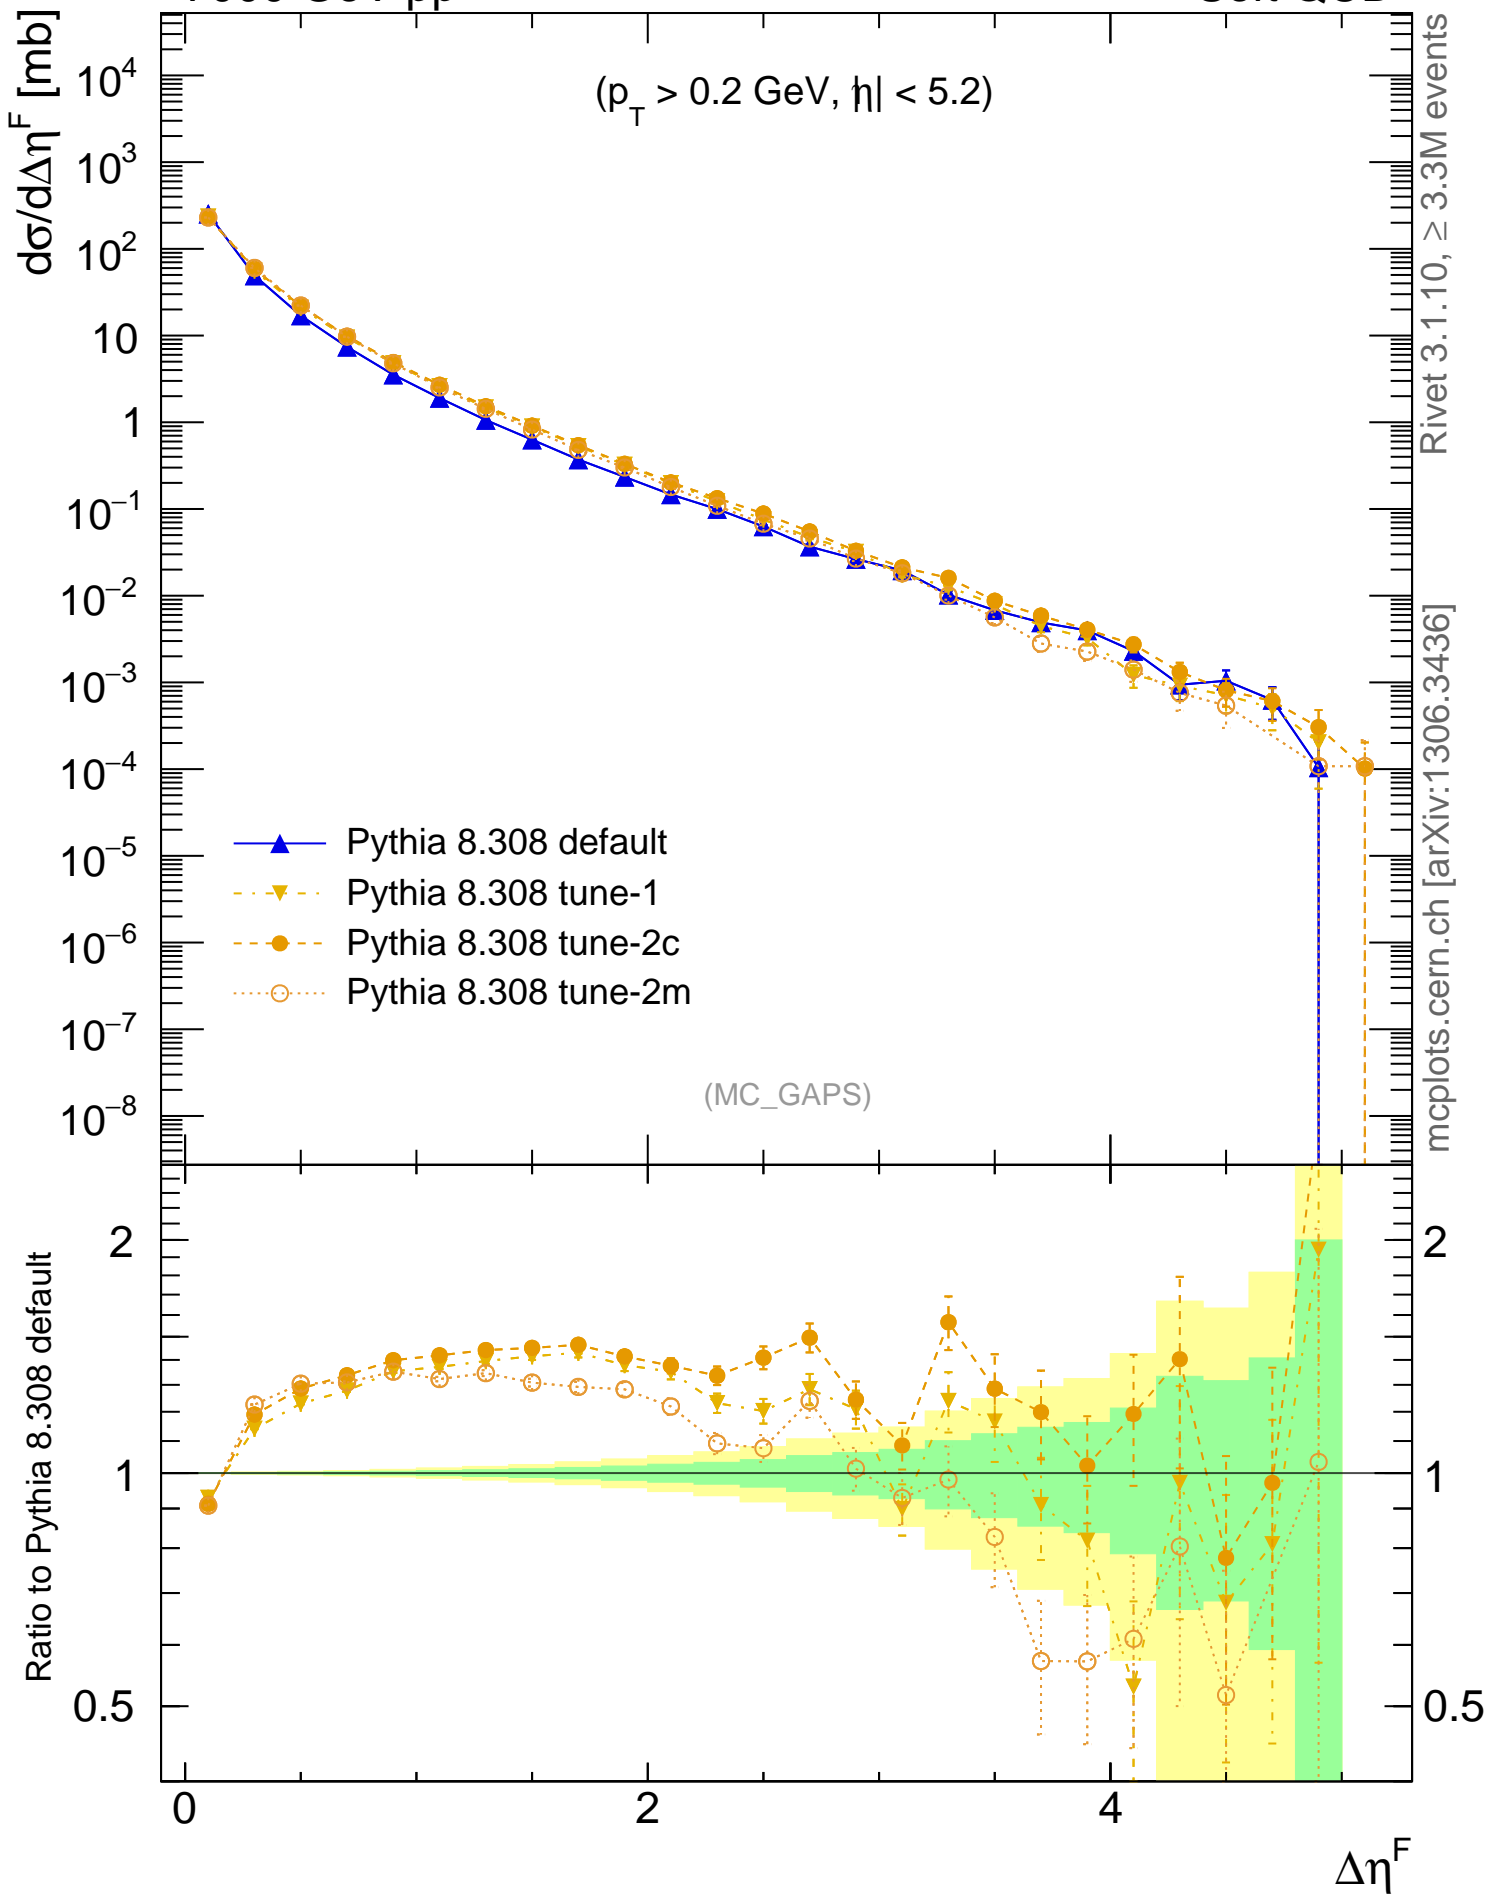 dσ/dΔη^F [mb]
(p_T > 0.2 GeV, |η| < 5.2)
10^4
10^3
10^2
10
1
10^−1
10^−2
10^−3
10^−4
10^−5
10^−6
10^−7
10^−8
Pythia 8.308 default
Pythia 8.308 tune-1
Pythia 8.308 tune-2c
Pythia 8.308 tune-2m
(MC_GAPS)
Rivet 3.1.10, ≥ 3.3M events
mcplots.cern.ch [arXiv:1306.3436]
Ratio to Pythia 8.308 default
2
1
0.5
2
1
0.5
0
2
4
Δη^F